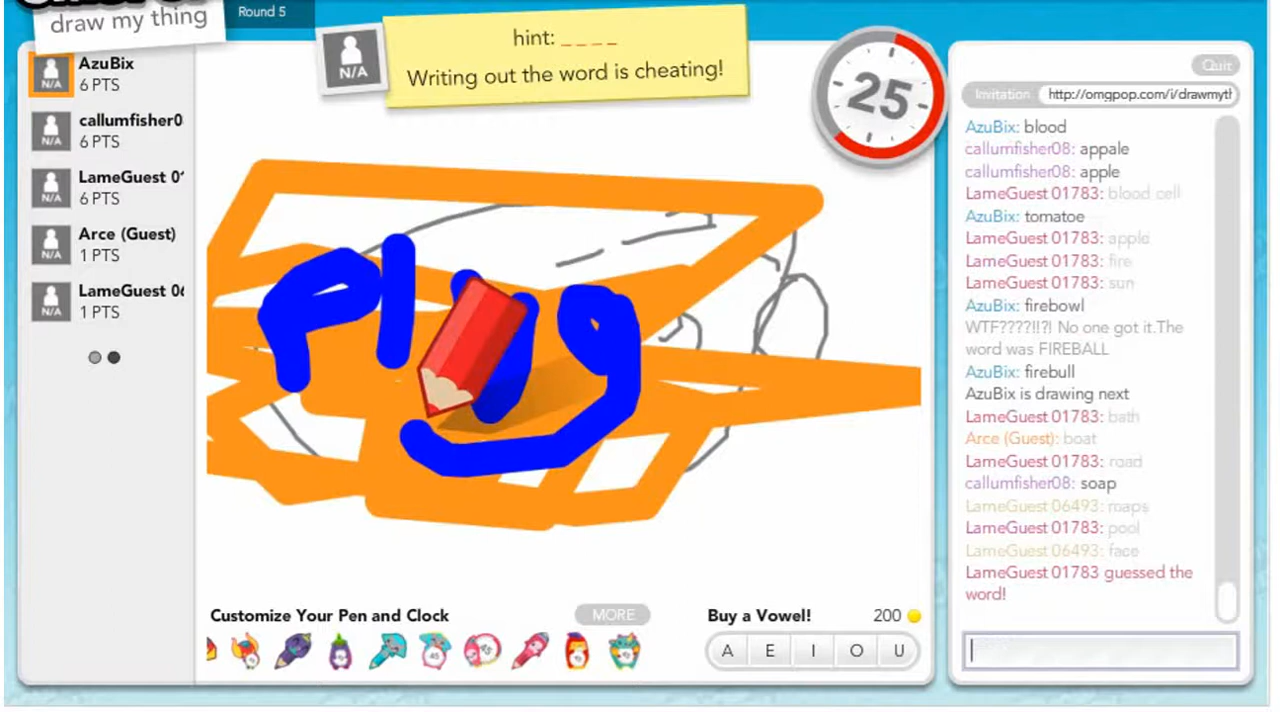 draw my thing
Round 5
hint: _ _ _ _
Writing out the word is cheating!
N/A
25
N/A
AzuBix
6 PTS
N/A
callumfisher0
6 PTS
N/A
LameGuest 0
6 PTS
N/A
Arce (Guest)
1 PTS
N/A
LameGuest 06
1 PTS
plug
Customize Your Pen and Clock
MORE
Buy a Vowel!
200
A E I O U
Quit
Invitation http://omgpop.com/i/drawmyth
AzuBix: blood
callumfisher08: appale
callumfisher08: apple
LameGuest 01783: blood cell
AzuBix: tomatoe
LameGuest 01783: apple
LameGuest 01783: fire
LameGuest 01783: sun
AzuBix: firebowl
WTF????!!?! No one got it.The
word was FIREBALL
AzuBix: firebull
AzuBix is drawing next
LameGuest 01783: bath
Arce (Guest): boat
LameGuest 01783: road
callumfisher08: soap
LameGuest 06493: maps
LameGuest 01783: pool
LameGuest 06493: face
LameGuest 01783 guessed the
word!